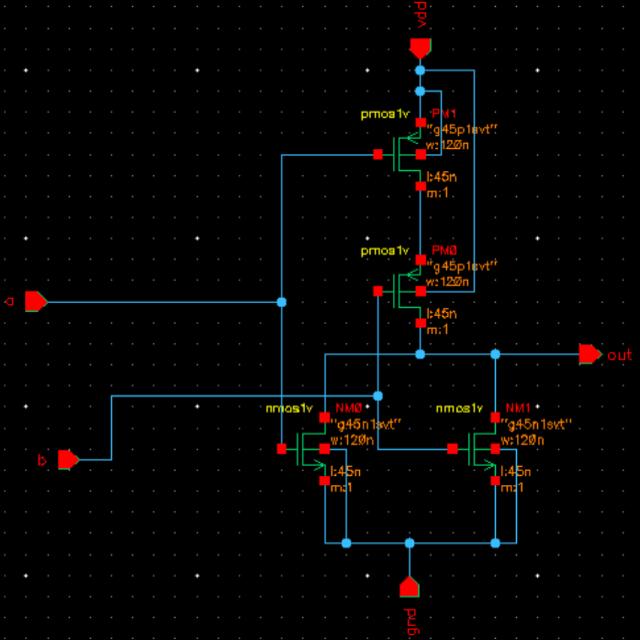 vdd
pmos1v PM1
"g45p1svt"
w:120n
l:45n
m:1
pmos1v PM0
"g45p1svt"
w:120n
l:45n
m:1
a
out
nmos1v NM0
"g45n1svt"
w:120n
l:45n
m:1
nmos1v NM1
"g45n1svt"
w:120n
l:45n
m:1
b
gnd